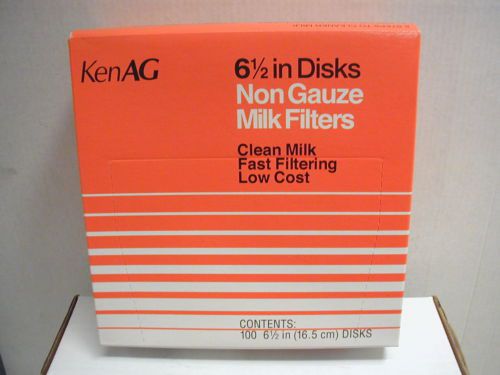 KenAG
6½ in Disks
Non Gauze
Milk Filters
Clean Milk
Fast Filtering
Low Cost
CONTENTS:
100 6½ in (16.5 cm) DISKS